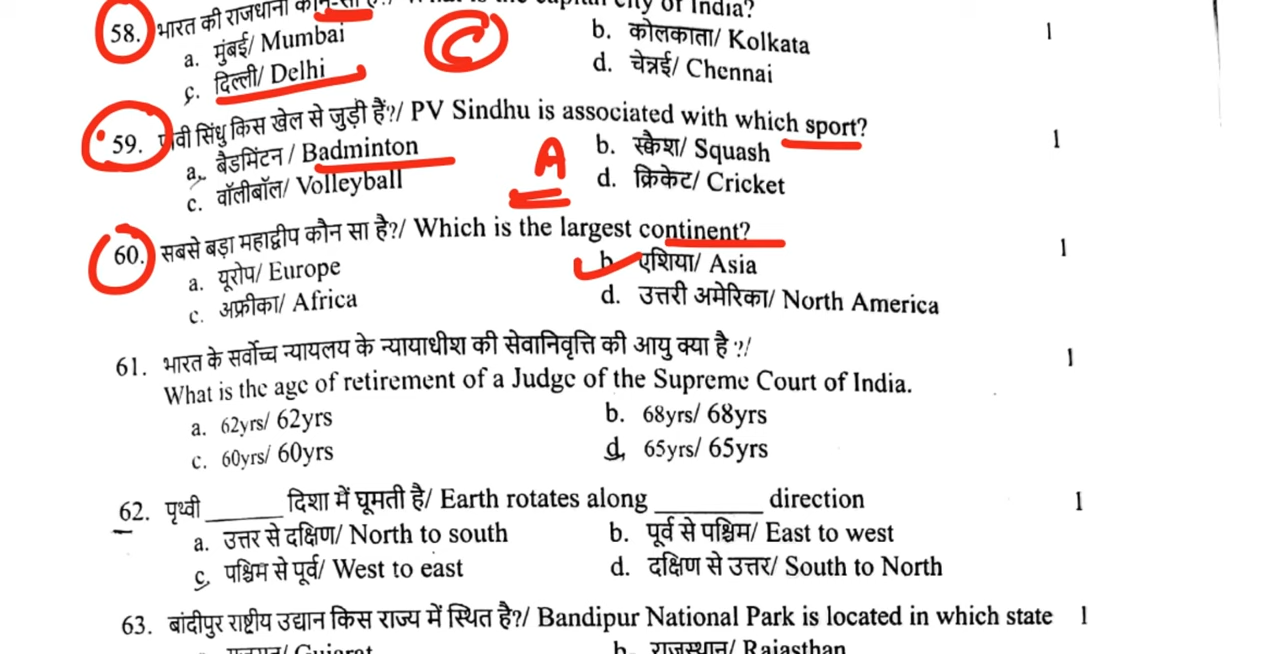 58. भारत की राजधानी कौन-सा है?/ What is the capital city of India?
a. मुंबई/ Mumbai b. कोलकाता/ Kolkata 1
c. दिल्ली/ Delhi d. चेन्नई/ Chennai
C
59. पीवी सिंधु किस खेल से जुड़ी हैं?/ PV Sindhu is associated with which sport? 1
a. बैडमिंटन / Badminton b. स्कैश/ Squash
c. वॉलीबॉल/ Volleyball d. क्रिकेट/ Cricket
A
60. सबसे बड़ा महाद्वीप कौन सा है?/ Which is the largest continent? 1
a. यूरोप/ Europe b. एशिया/ Asia
c. अफ्रीका/ Africa d. उत्तरी अमेरिका/ North America
61. भारत के सर्वोच्च न्यायलय के न्यायाधीश की सेवानिवृत्ति की आयु क्या है ?/ 1
What is the age of retirement of a Judge of the Supreme Court of India.
a. 62yrs/ 62yrs b. 68yrs/ 68yrs
c. 60yrs/ 60yrs d. 65yrs/ 65yrs
62. पृथ्वी ______ दिशा में घूमती है/ Earth rotates along ________ direction 1
a. उत्तर से दक्षिण/ North to south b. पूर्व से पश्चिम/ East to west
c. पश्चिम से पूर्व/ West to east d. दक्षिण से उत्तर/ South to North
63. बांदीपुर राष्ट्रीय उद्यान किस राज्य में स्थित है?/ Bandipur National Park is located in which state 1
गुजरात/ Gujarat b. राजस्थान/ Rajasthan